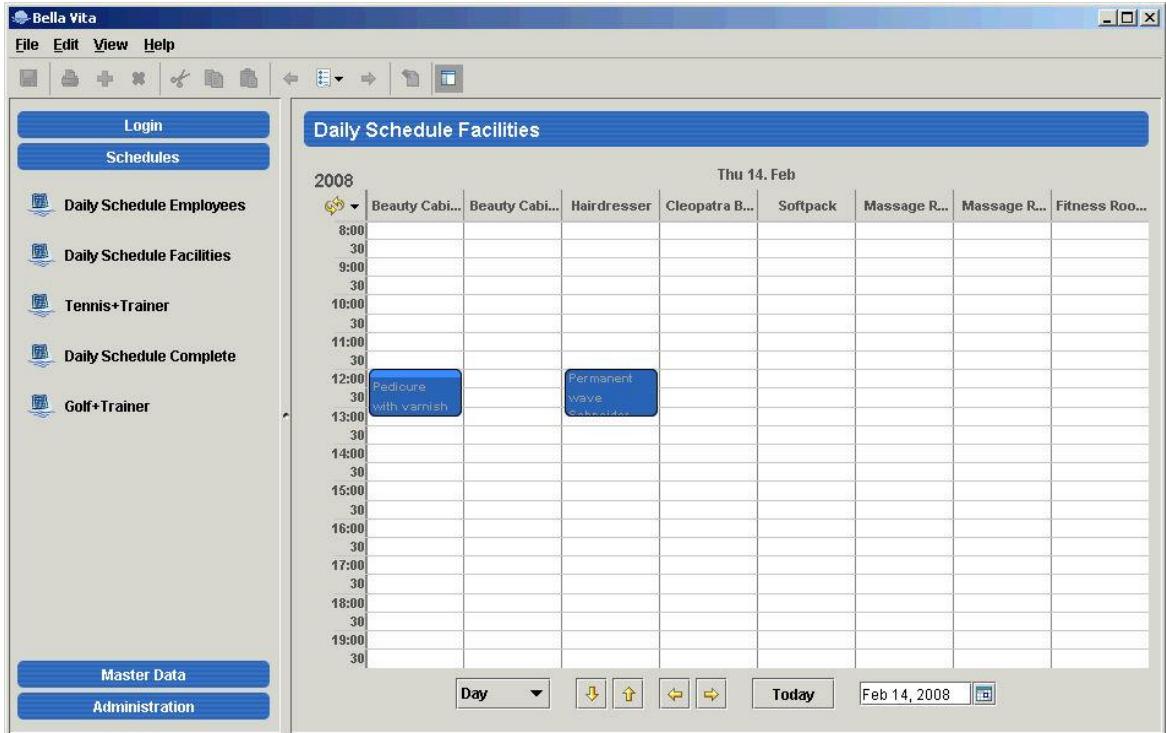 Bella Vita
File Edit View Help
Login
Schedules
Daily Schedule Employees
Daily Schedule Facilities
Tennis+Trainer
Daily Schedule Complete
Golf+Trainer
Master Data
Administration
Daily Schedule Facilities
2008
Thu 14. Feb
Beauty Cabi... Beauty Cabi... Hairdresser Cleopatra B... Softpack Massage R... Massage R... Fitness Roo...
8:00
30
9:00
30
10:00
30
11:00
30
12:00
30
13:00
30
14:00
30
15:00
30
16:00
30
17:00
30
18:00
30
19:00
30
Pedicure
with varnish
Permanent
wave
Schneider
Day Today Feb 14, 2008